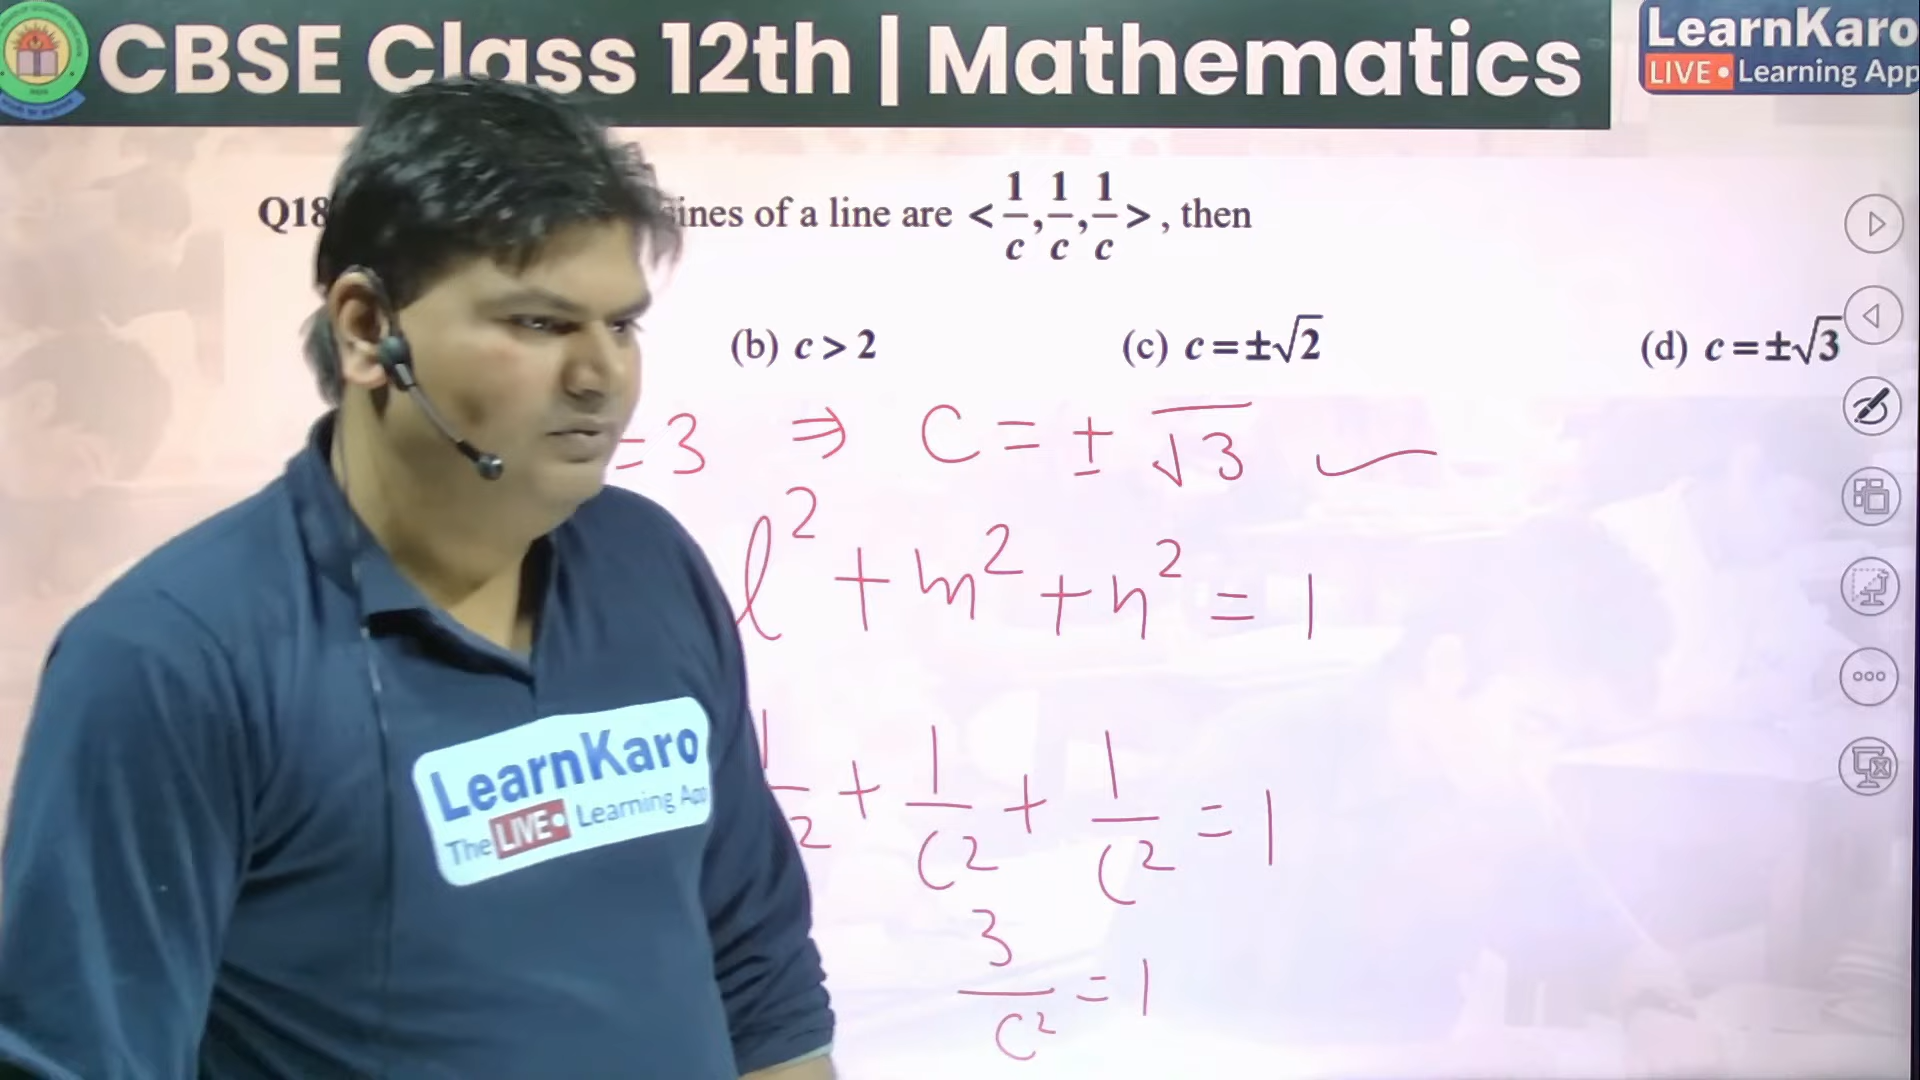 CBSE Class 12th | Mathematics
LearnKaro
LIVE • Learning App
Q18 sines of a line are < 1/c, 1/c, 1/c > , then
(b) c > 2 (c) c = ±√2 (d) c = ±√3
= 3 ⇒ C = ± √3
l² + m² + n² = 1
+ 1/C² + 1/C² = 1
3/C² = 1
LearnKaro
The LIVE • Learning App